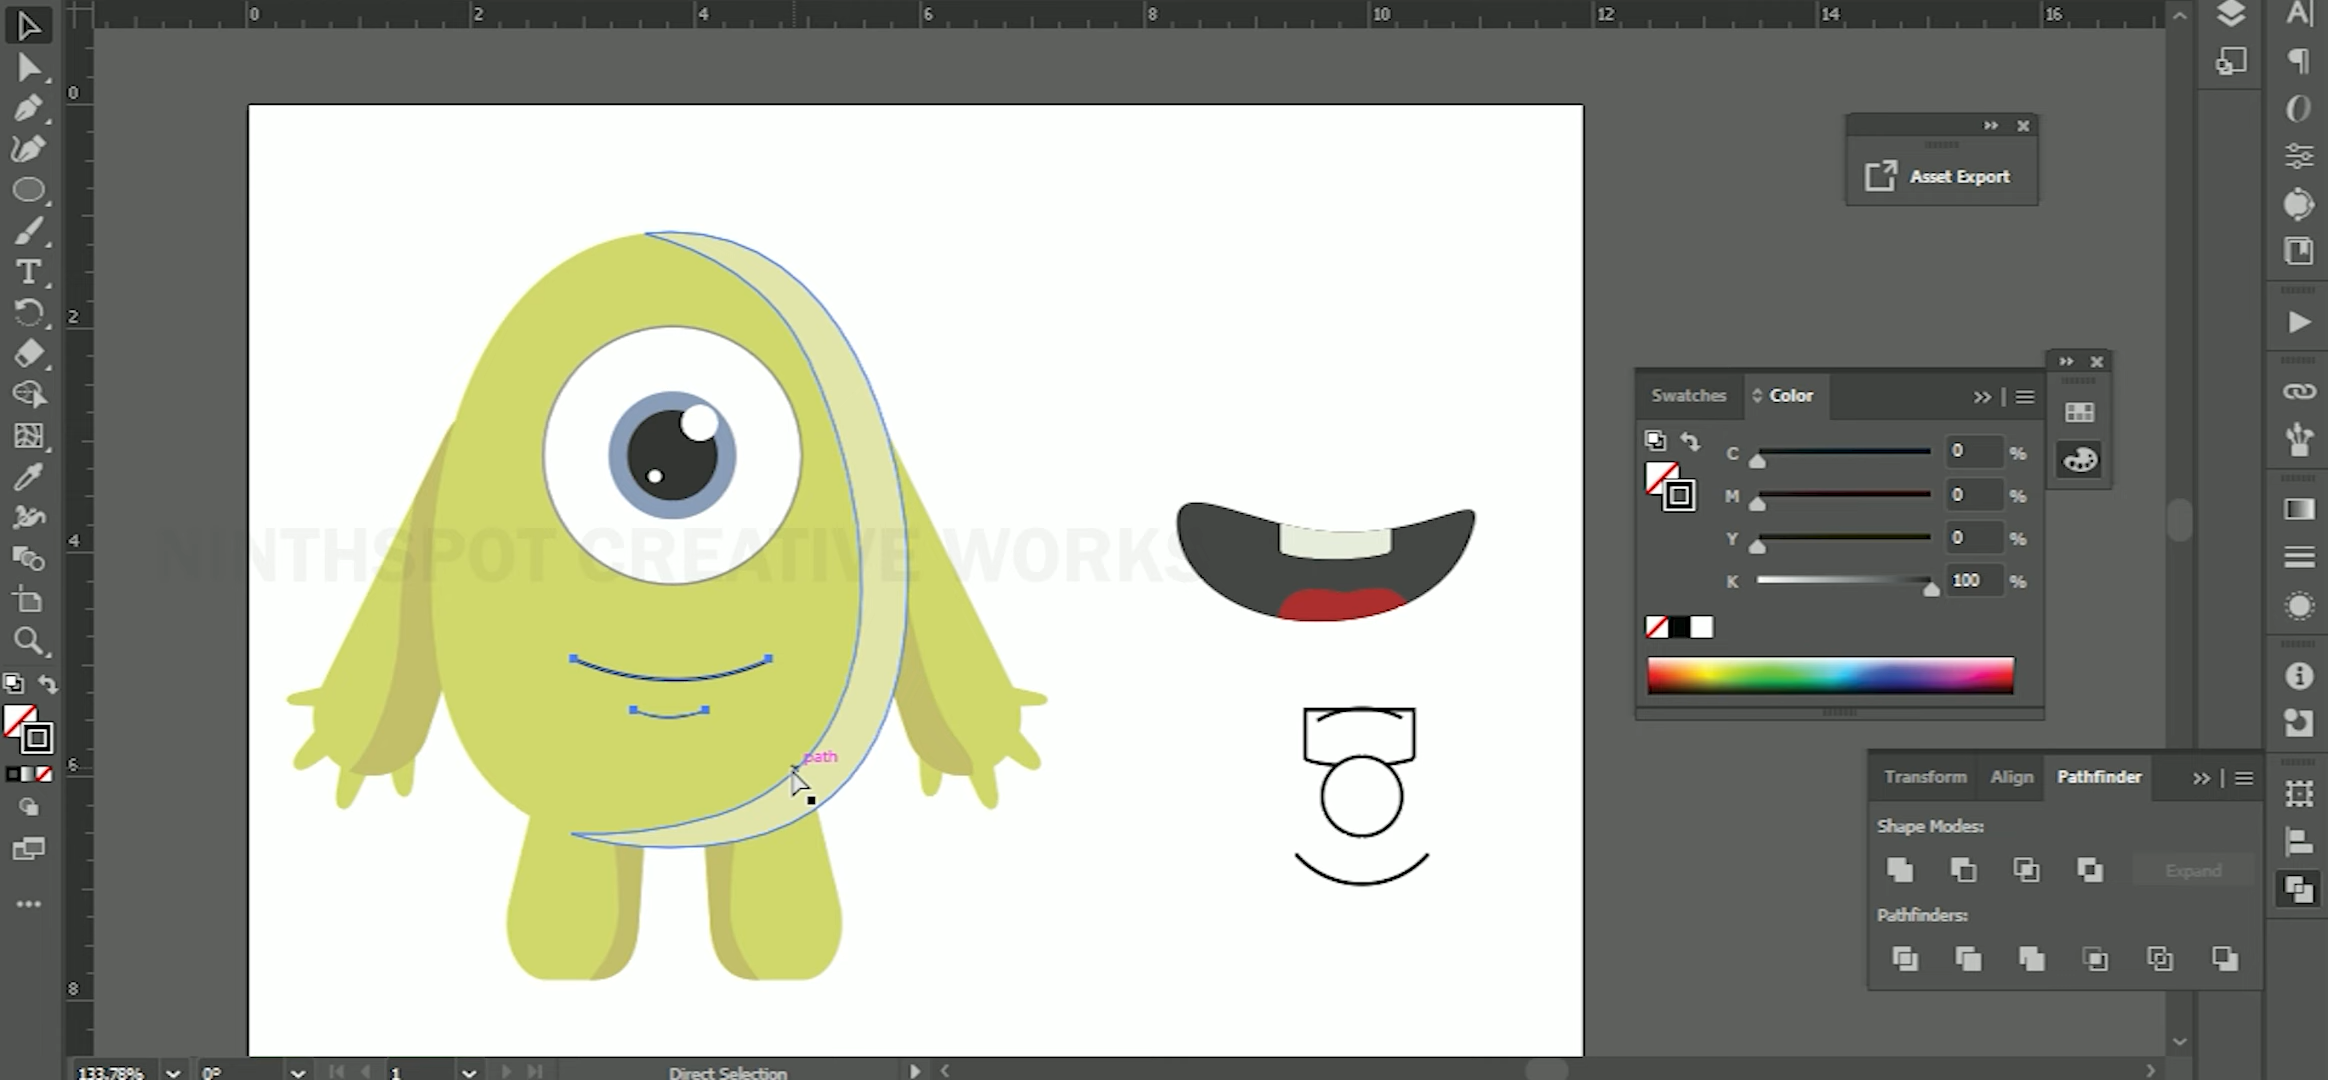 0 2 4 6 8 10 12 14 16
0
2
4
6
8
Asset Export
Swatches Color
C 0 %
M 0 %
Y 0 %
K 100 %
NINTHSPOT CREATIVE WORKS
path
Transform Align Pathfinder
Shape Modes:
Expand
Pathfinders:
133.78% 0° 1 Direct Selection